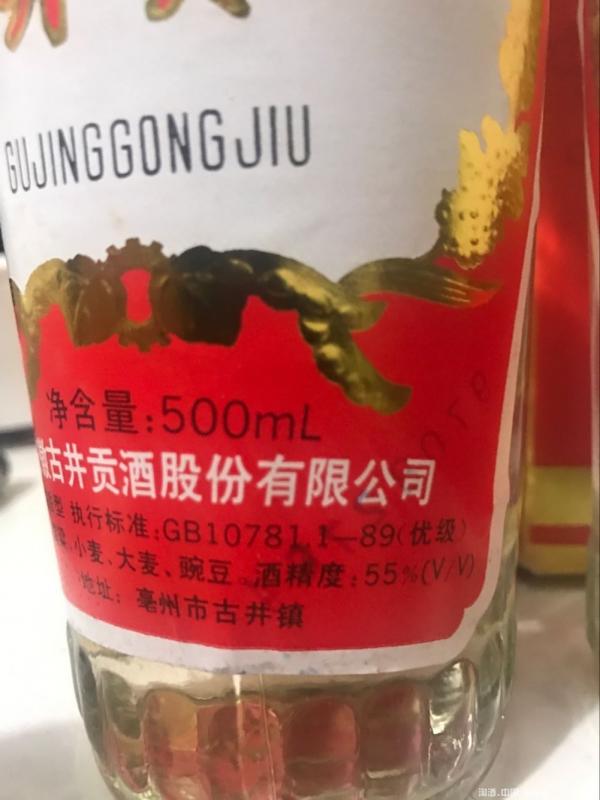 GUJINGGONGJIU
净含量:500mL
古井贡酒股份有限公司
型 执行标准:GB10781.1—89(优级)
小麦、大麦、豌豆。酒精度:55%(V/V)
地址: 亳州市古井镇